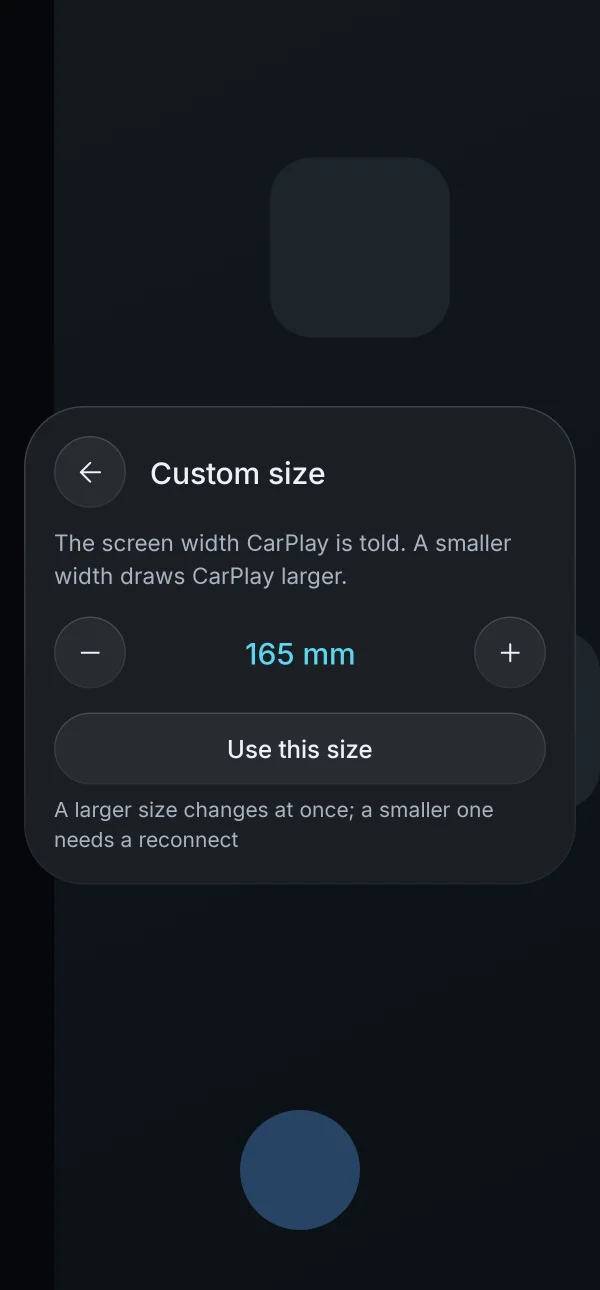 Custom size
The screen width CarPlay is told. A smaller
width draws CarPlay larger.
165 mm
Use this size
A larger size changes at once; a smaller one
needs a reconnect